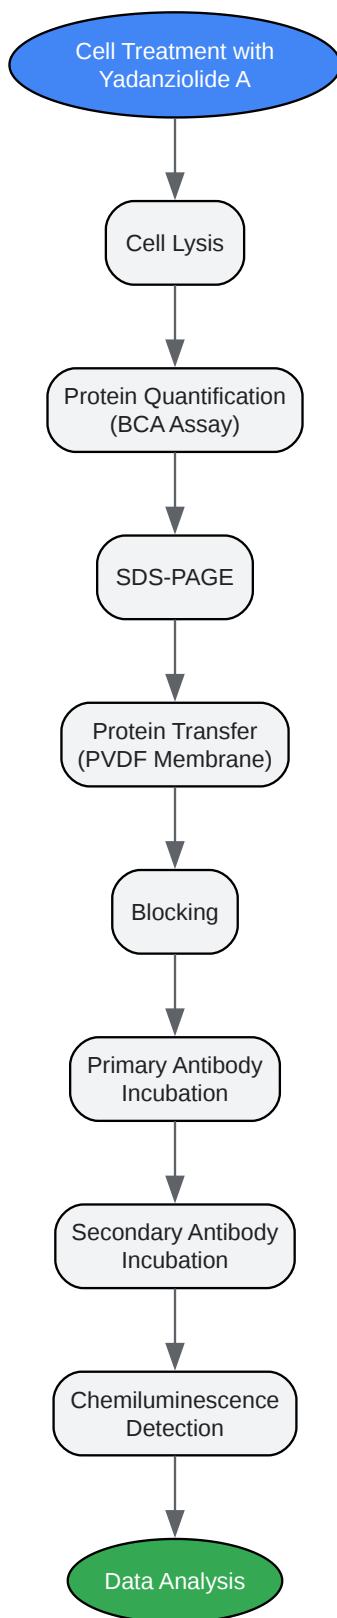 Cell Treatment with
Yadanziolide A
Cell Lysis
Protein Quantification
(BCA Assay)
SDS-PAGE
Protein Transfer
(PVDF Membrane)
Blocking
Primary Antibody
Incubation
Secondary Antibody
Incubation
Chemiluminescence
Detection
Data Analysis